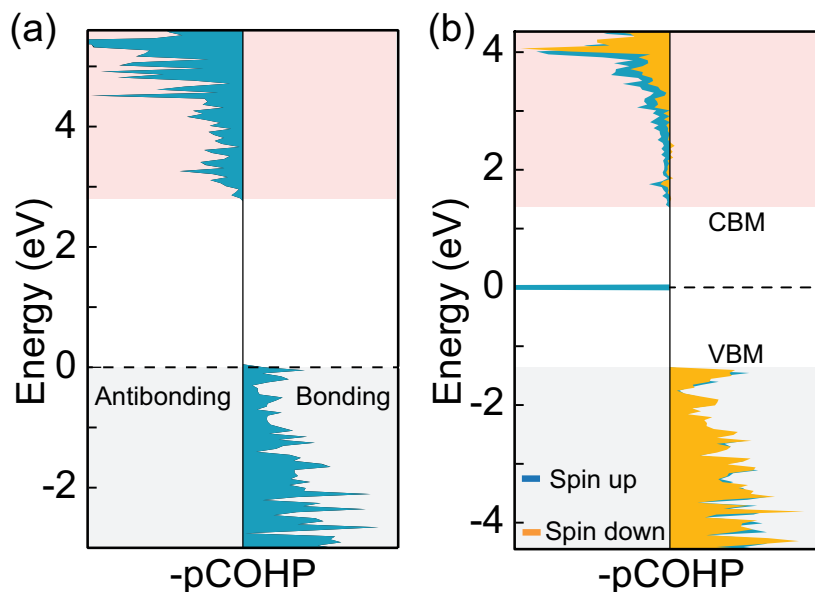 (a)
Energy (eV)
4
2
0
-2
Antibonding
Bonding
-pCOHP
(b)
Energy (eV)
4
2
0
-2
-4
CBM
VBM
Spin up
Spin down
-pCOHP